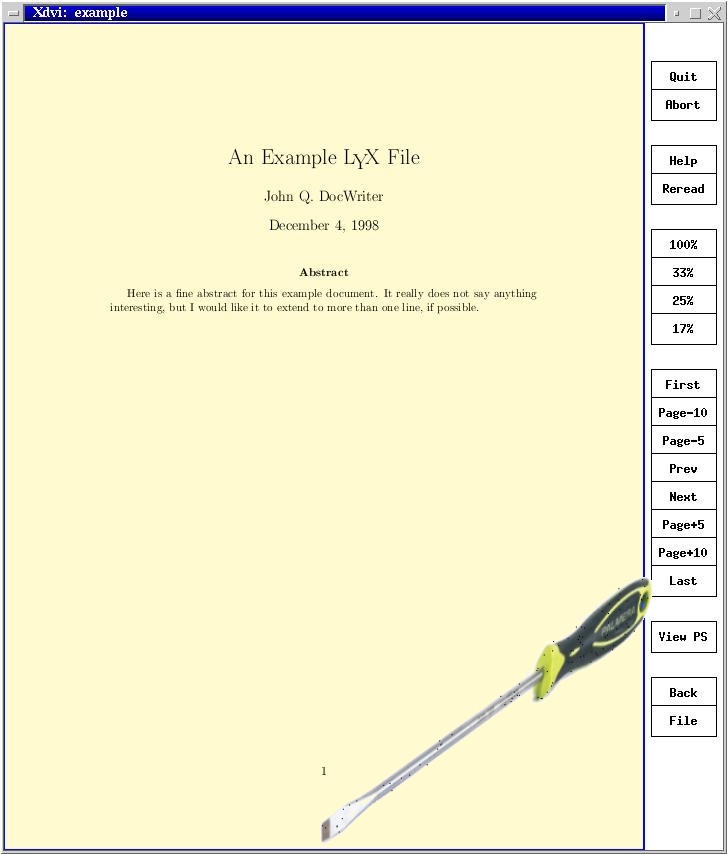 Xdvi: example
An Example LYX File
John Q. DocWriter
December 4, 1998
Abstract
Here is a fine abstract for this example document. It really does not say anything
interesting, but I would like it to extend to more than one line, if possible.
1
Quit
Abort
Help
Reread
100%
33%
25%
17%
First
Page-10
Page-5
Prev
Next
Page+5
Page+10
Last
View PS
Back
File
PALMERA